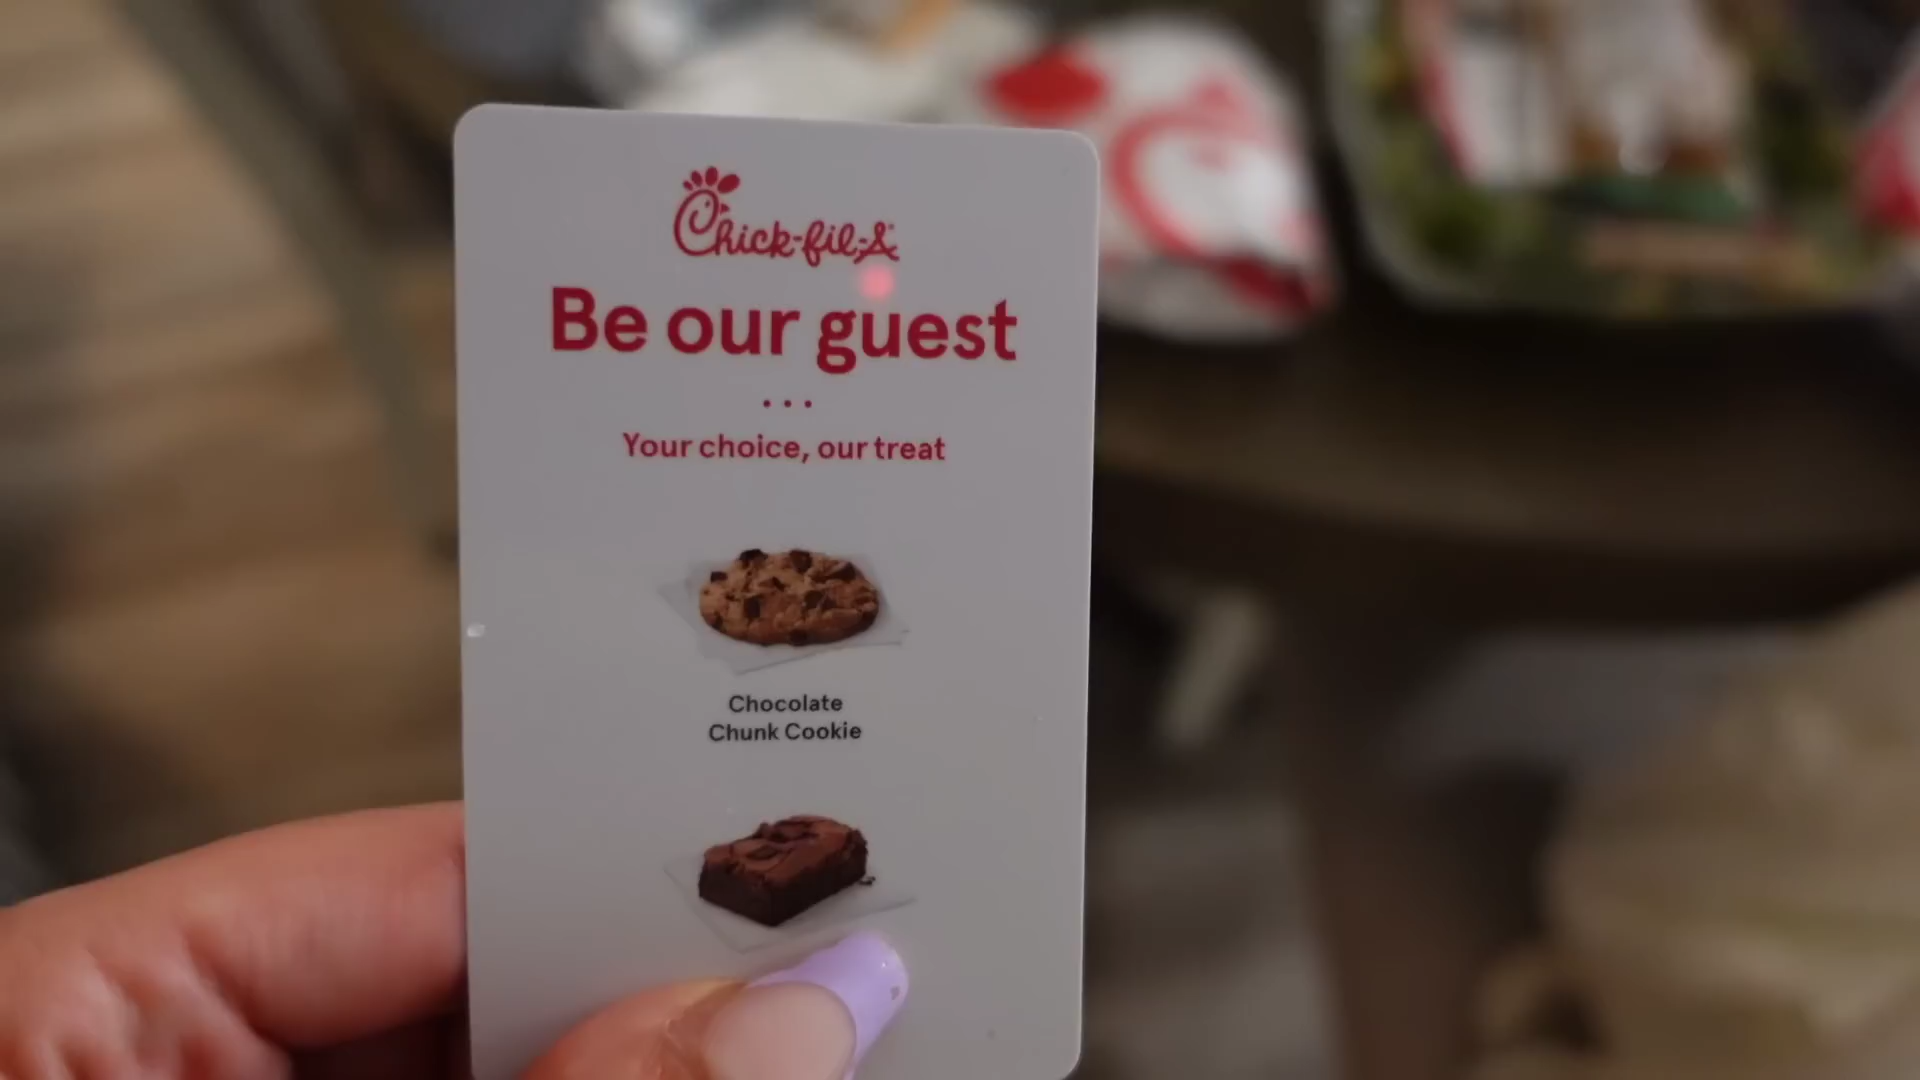 Chick-fil-A
Be our guest
...
Your choice, our treat
Chocolate
Chunk Cookie